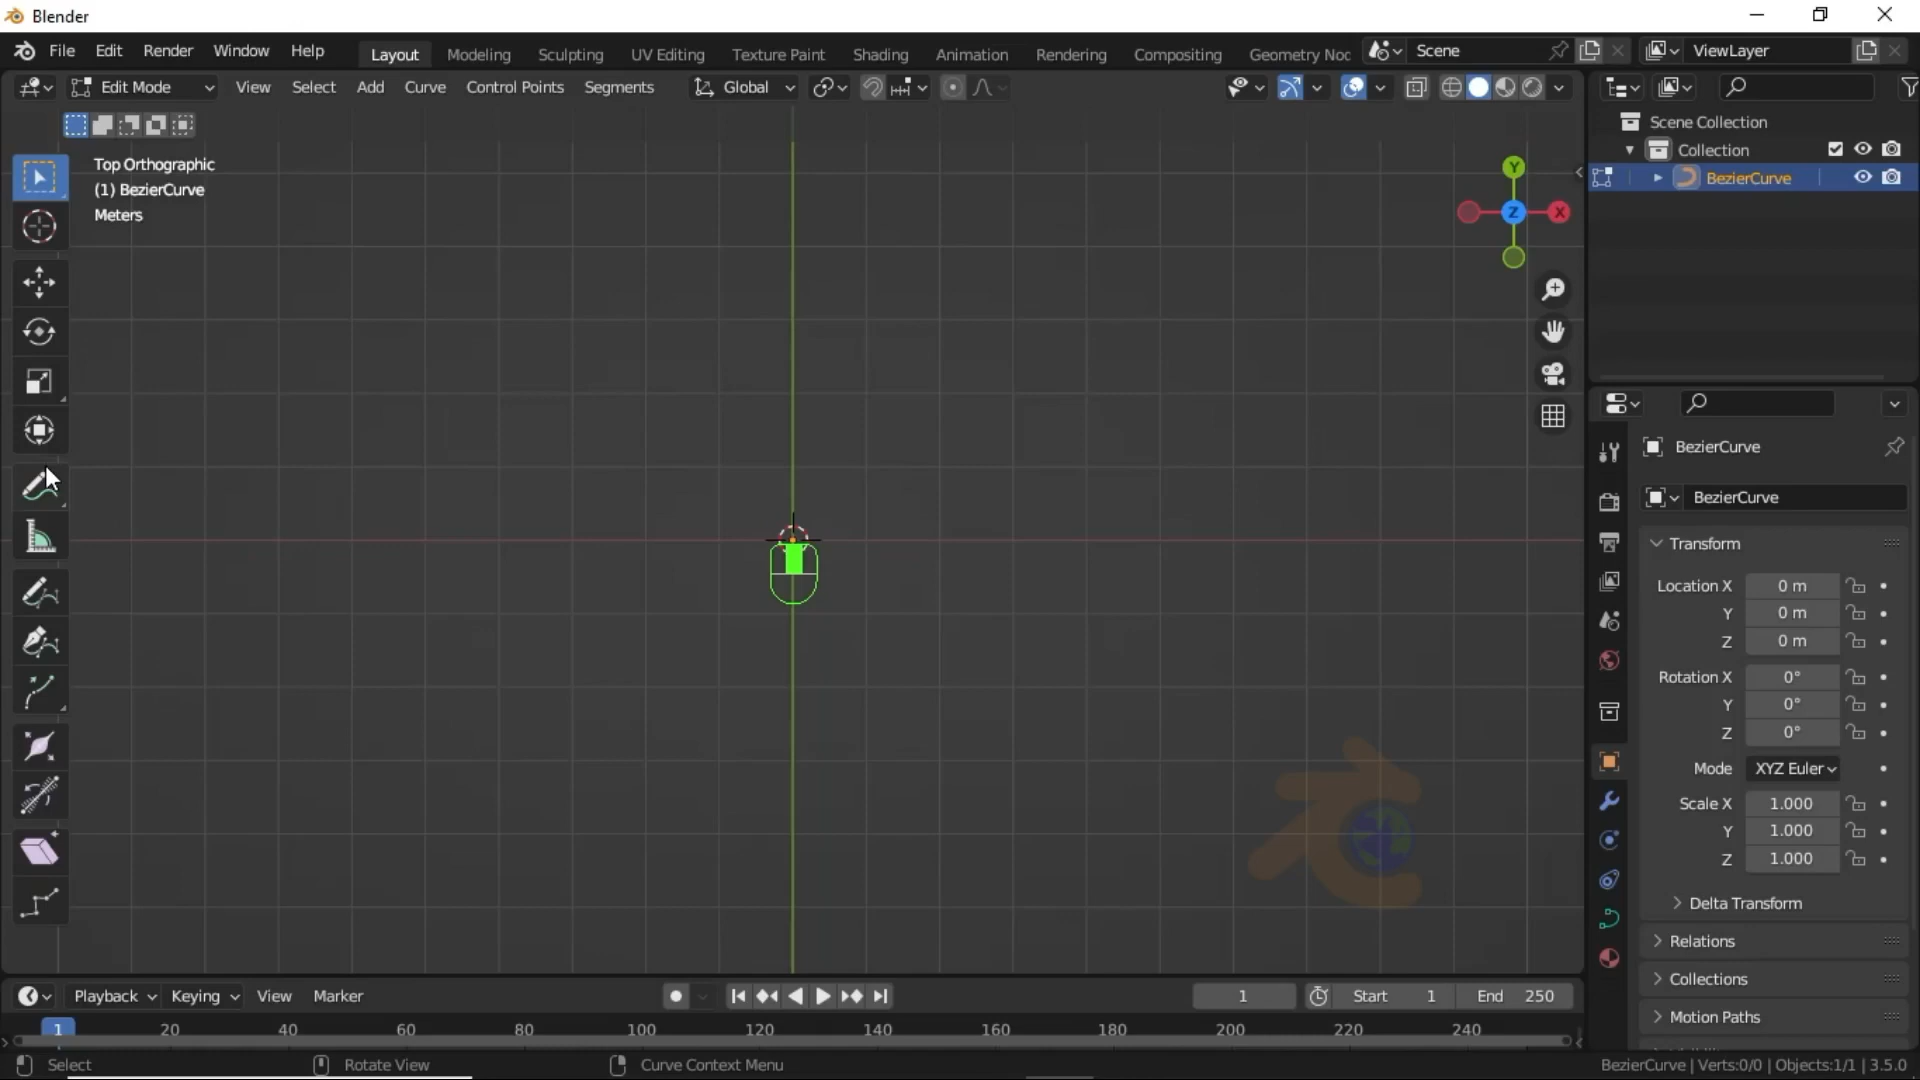 Blender
File Edit Render Window Help Layout Modeling Sculpting UV Editing Texture Paint Shading Animation Rendering Compositing Geometry Noc Scene ViewLayer
Edit Mode View Select Add Curve Control Points Segments Global
Top Orthographic
(1) BezierCurve
Meters
Y
X
Z
Scene Collection
Collection
BezierCurve
BezierCurve
BezierCurve
Transform
Location X 0 m
Y 0 m
Z 0 m
Rotation X 0°
Y 0°
Z 0°
Mode XYZ Euler
Scale X 1.000
Y 1.000
Z 1.000
Delta Transform
Relations
Collections
Motion Paths
Playback Keying View Marker 1 Start 1 End 250
1 20 40 60 80 100 120 140 160 180 200 220 240
Select Rotate View Curve Context Menu BezierCurve | Verts:0/0 | Objects:1/1 | 3.5.0